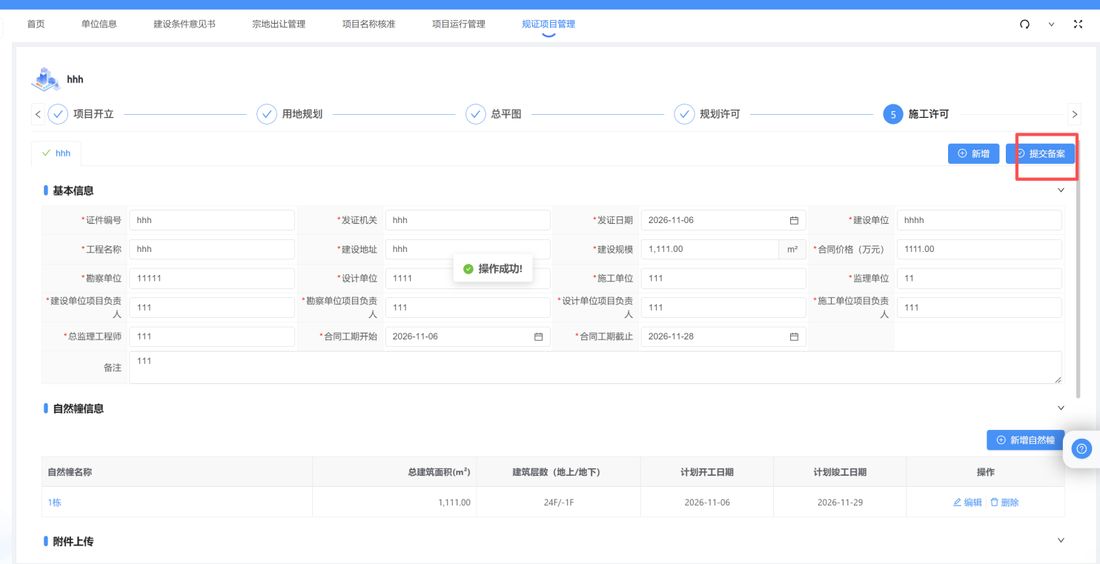 首页 单位信息 建设条件意见书 宗地出让管理 项目名称核准 项目运行管理 规证项目管理
hhh
项目开立 用地规划 总平图 规划许可 5 施工许可
hhh 新增 提交备案
基本信息
*证件编号 hhh *发证机关 hhh *发证日期 2026-11-06 *建设单位 hhhh
*工程名称 hhh *建设地址 hhh *建设规模 1,111.00 m² *合同价格（万元） 1111.00
操作成功!
*勘察单位 11111 *设计单位 1111 *施工单位 111 *监理单位 11
*建设单位项目负责人 111 *勘察单位项目负责人 111 *设计单位项目负责人 111 *施工单位项目负责人 111
*总监理工程师 111 *合同工期开始 2026-11-06 *合同工期截止 2026-11-28
备注 111
自然幢信息
新增自然幢
自然幢名称 总建筑面积(m²) 建筑层数（地上/地下） 计划开工日期 计划竣工日期 操作
1栋 1,111.00 24F/-1F 2026-11-06 2026-11-29 编辑 删除
附件上传